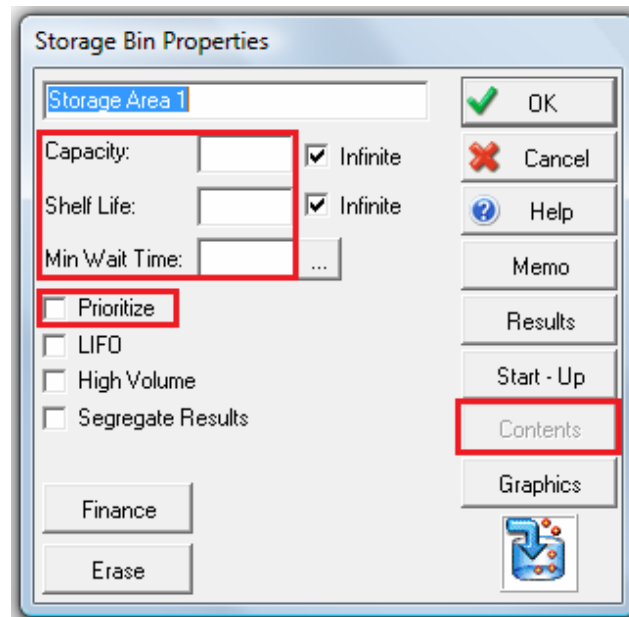 Storage Bin Properties
Storage Area 1
OK
Capacity:
Infinite
Cancel
Shelf Life:
Infinite
Help
Min Wait Time:
...
Memo
Prioritize
Results
LIFO
High Volume
Start - Up
Segregate Results
Contents
Graphics
Finance
Erase